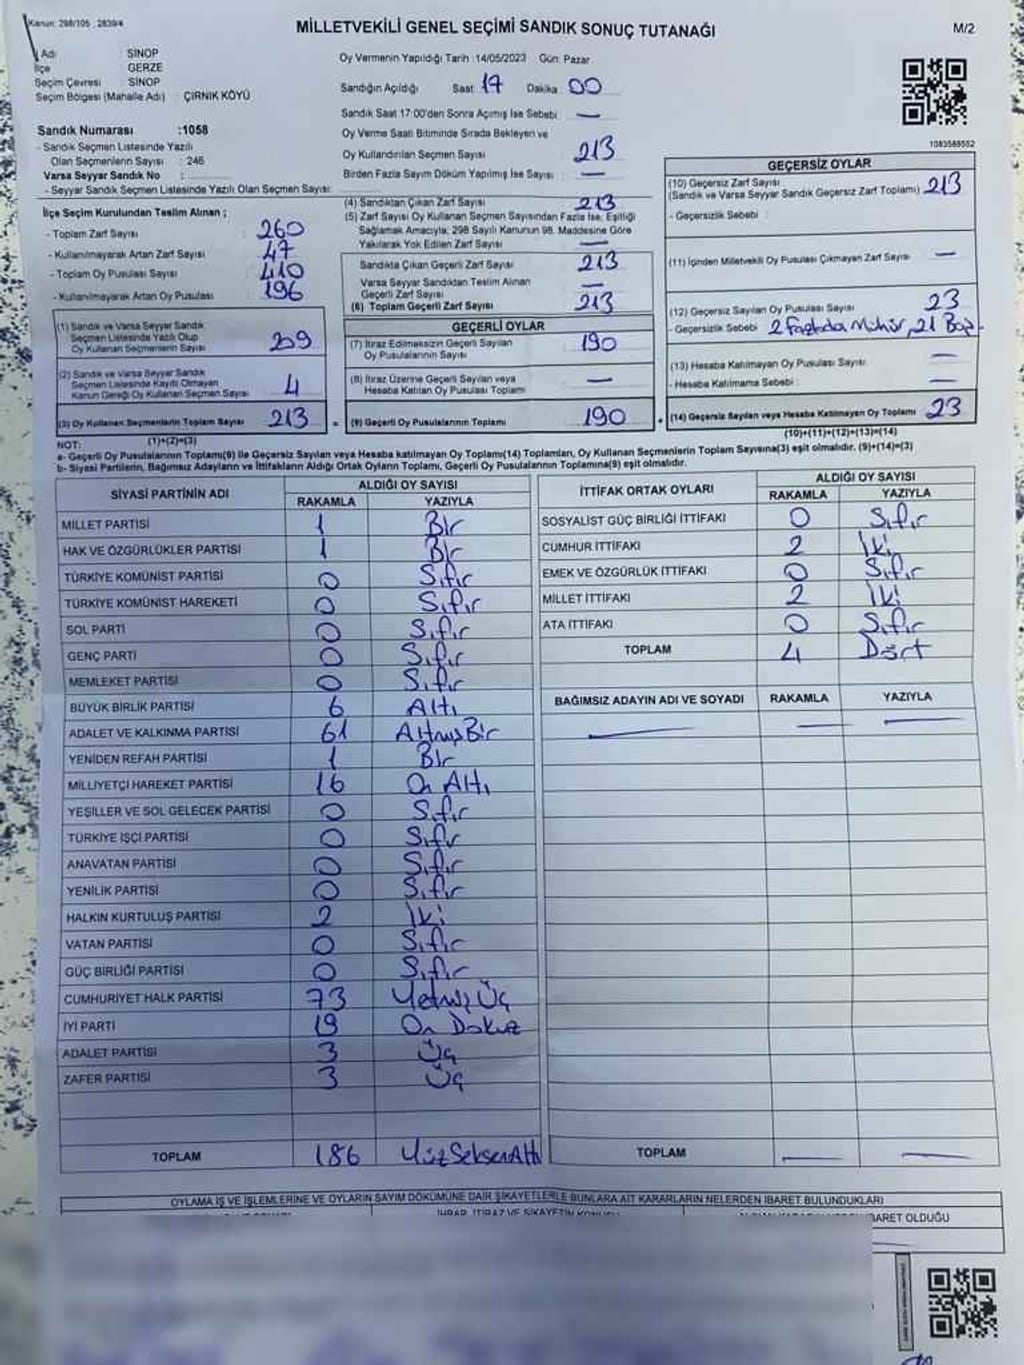 Kanun: 298/105 , 2839/4
MİLLETVEKİLİ GENEL SEÇİMİ SANDIK SONUÇ TUTANAĞI
M/2
Adı SİNOP
İlçe GERZE
Seçim Çevresi SİNOP
Seçim Bölgesi (Mahalle Adı) : ÇIRNIK KÖYÜ
Oy Vermenin Yapıldığı Tarih : 14/05/2023 Gün: Pazar
Sandığın Açıldığı Saat 17 Dakika 00
Sandık Saat 17:00'den Sonra Açımış İse Sebebi —
Sandık Numarası :1058
- Sandık Seçmen Listesinde Yazılı
Olan Seçmenlerin Sayısı : 246
Varsa Seyyar Sandık No :
- Seyyar Sandık Seçmen Listesinde Yazılı Olan Seçmen Sayısı
Oy Verme Saati Bitiminde Sırada Bekleyen ve
Oy Kullandırılan Seçmen Sayısı 213
Birden Fazla Sayım Döküm Yapılmış İse Sayısı : —
1083588552
İlçe Seçim Kurulundan Teslim Alınan ;
- Toplam Zarf Sayısı 260
- Kullanılmayarak Artan Zarf Sayısı 47
- Toplam Oy Pusulası Sayısı 410
- Kullanılmayarak Artan Oy Pusulası 196
(4) Sandıktan Çıkan Zarf Sayısı 213
(5) Zarf Sayısı Oy Kullanan Seçmen Sayısından Fazla İse, Eşitliği
Sağlamak Amacıyla; 298 Sayılı Kanunun 98. Maddesine Göre
Yakılarak Yok Edilen Zarf Sayısı —
Sandıkta Çıkan Geçerli Zarf Sayısı 213
Varsa Seyyar Sandıktan Teslim Alınan
Geçerli Zarf Sayısı —
(6) Toplam Geçerli Zarf Sayısı 213
GEÇERSİZ OYLAR
(10) Geçersiz Zarf Sayısı
(Sandık ve Varsa Seyyar Sandık Geçersiz Zarf Toplamı) 213
- Geçersizlik Sebebi :
(11) İçinden Milletvekili Oy Pusulası Çıkmayan Zarf Sayısı —
(12) Geçersiz Sayılan Oy Pusulası Sayısı 23
- Geçersizlik Sebebi 2 Fazlada Mühür, 21 Boş
(13) Hesaba Katılmayan Oy Pusulası Sayısı —
- Hesaba Katılmama Sebebi : —
(14) Geçersiz Sayılan veya Hesaba Katılmayan Oy Toplamı 23
(1) Sandık ve Varsa Seyyar Sandık
Seçmen Listesinde Yazılı Olup
Oy Kullanan Seçmenlerin Sayısı 209
(2) Sandık ve Varsa Seyyar Sandık
Seçmen Listesinde Kayıtlı Olmayan
Kanun Gereği Oy Kullanan Seçmen Sayısı 4
(3) Oy Kullanan Seçmenlerin Toplam Sayısı 213 =
GEÇERLİ OYLAR
(7) İtiraz Edilmeksizin Geçerli Sayılan
Oy Pusulalarının Sayısı 190
(8) İtiraz Üzerine Geçerli Sayılan veya
Hesaba Katılan Oy Pusulası Toplamı —
(9) Geçerli Oy Pusulalarının Toplamı 190 +
NOT: (1)+(2)=(3)
(10)+(11)+(12)+(13)=(14)
a- Geçerli Oy Pusulalarının Toplamı(9) ile Geçersiz Sayılan veya Hesaba katılmayan Oy Toplamı(14) Toplamları, Oy Kullanan Seçmenlerin Toplam Sayısına(3) eşit olmalıdır. (9)+(14)=(3)
b- Siyasi Partilerin, Bağımsız Adayların ve İttifakların Aldığı Ortak Oyların Toplamı, Geçerli Oy Pusulalarının Toplamına(9) eşit olmalıdır.
SİYASİ PARTİNİN ADI ALDIĞI OY SAYISI
RAKAMLA YAZIYLA
MİLLET PARTİSİ 1 Bir
HAK VE ÖZGÜRLÜKLER PARTİSİ 1 Bir
TÜRKİYE KOMÜNİST PARTİSİ 0 Sıfır
TÜRKİYE KOMÜNİST HAREKETİ 0 Sıfır
SOL PARTİ 0 Sıfır
GENÇ PARTİ 0 Sıfır
MEMLEKET PARTİSİ 0 Sıfır
BÜYÜK BİRLİK PARTİSİ 6 Altı
ADALET VE KALKINMA PARTİSİ 61 Altmış Bir
YENİDEN REFAH PARTİSİ 1 Bir
MİLLİYETÇİ HAREKET PARTİSİ 16 On Altı
YEŞİLLER VE SOL GELECEK PARTİSİ 0 Sıfır
TÜRKİYE İŞÇİ PARTİSİ 0 Sıfır
ANAVATAN PARTİSİ 0 Sıfır
YENİLİK PARTİSİ 0 Sıfır
HALKIN KURTULUŞ PARTİSİ 2 İki
VATAN PARTİSİ 0 Sıfır
GÜÇ BİRLİĞİ PARTİSİ 0 Sıfır
CUMHURİYET HALK PARTİSİ 73 Yetmiş Üç
İYİ PARTİ 19 On Dokuz
ADALET PARTİSİ 3 Üç
ZAFER PARTİSİ 3 Üç
TOPLAM 186 Yüz Seksen Altı
İTTİFAK ORTAK OYLARI ALDIĞI OY SAYISI
RAKAMLA YAZIYLA
SOSYALİST GÜÇ BİRLİĞİ İTTİFAKI 0 Sıfır
CUMHUR İTTİFAKI 2 İki
EMEK VE ÖZGÜRLÜK İTTİFAKI 0 Sıfır
MİLLET İTTİFAKI 2 İki
ATA İTTİFAKI 0 Sıfır
TOPLAM 4 Dört
BAĞIMSIZ ADAYIN ADI VE SOYADI RAKAMLA YAZIYLA
— — —
TOPLAM — —
OYLAMA İŞ VE İŞLEMLERİNE VE OYLARIN SAYIM DÖKÜMÜNE DAİR ŞİKAYETLERLE BUNLARA AİT KARARLARIN NELERDEN İBARET BULUNDUKLARI
İHBAR, İTİRAZ VE ŞİKAYETİN KONUSU
BARET OLDUĞU